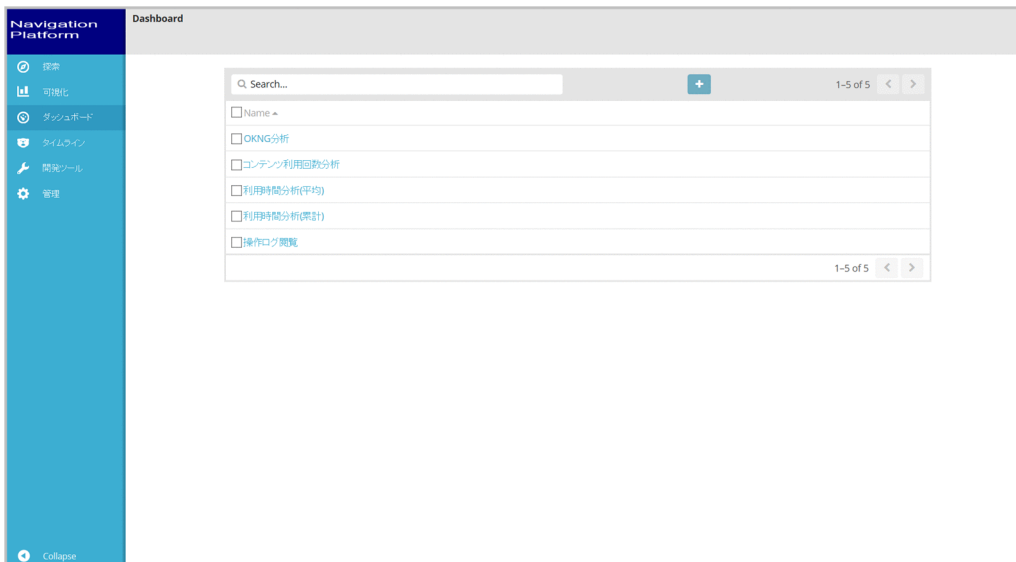 Navigation
Platform
Dashboard
探索
可視化
ダッシュボード
タイムライン
開発ツール
管理
Search...
1–5 of 5
Name
OKNG分析
コンテンツ利用回数分析
利用時間分析(平均)
利用時間分析(累計)
操作ログ閲覧
1–5 of 5
Collapse